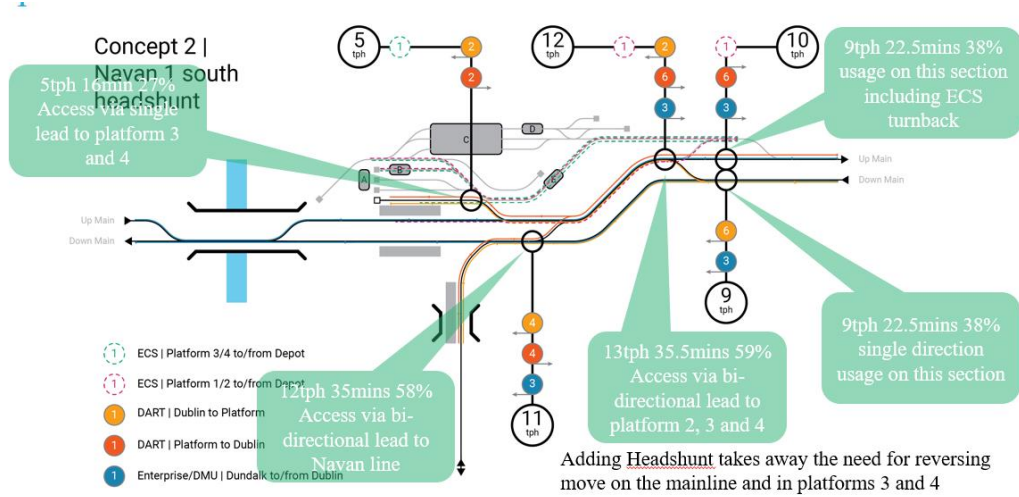 Concept 2 |
Navan 1 south
headshunt
5tph 16min 27%
Access via single
lead to platform 3
and 4
5
tph
1
2
2
12
tph
1
2
6
3
1
10
tph
6
3
9tph 22.5mins 38%
usage on this section
including ECS
turnback
A
B
C
D
Up Main
Down Main
Up Main
Down Main
6
3
9
tph
9tph 22.5mins 38%
single direction
usage on this section
4
4
3
11
tph
13tph 35.5mins 59%
Access via bi-
directional lead to
platform 2, 3 and 4
12tph 35mins 58%
Access via bi-
directional lead to
Navan line
1 ECS | Platform 3/4 to/from Depot
1 ECS | Platform 1/2 to/from Depot
1 DART | Dublin to Platform
1 DART | Platform to Dublin
1 Enterprise/DMU | Dundalk to/from Dublin
Adding Headshunt takes away the need for reversing
move on the mainline and in platforms 3 and 4